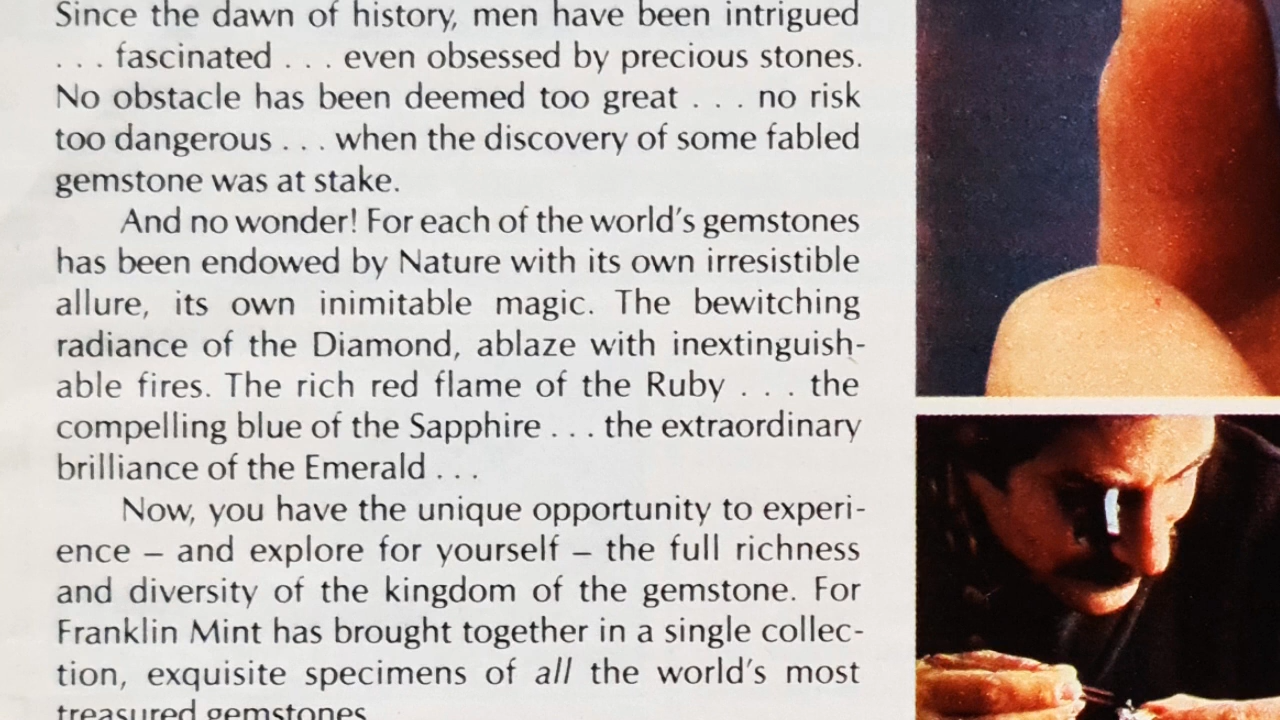 Since the dawn of history, men have been intrigued
. . . fascinated . . . even obsessed by precious stones.
No obstacle has been deemed too great . . . no risk
too dangerous . . . when the discovery of some fabled
gemstone was at stake.
And no wonder! For each of the world's gemstones
has been endowed by Nature with its own irresistible
allure, its own inimitable magic. The bewitching
radiance of the Diamond, ablaze with inextinguish-
able fires. The rich red flame of the Ruby . . . the
compelling blue of the Sapphire . . . the extraordinary
brilliance of the Emerald . . .
Now, you have the unique opportunity to experi-
ence – and explore for yourself – the full richness
and diversity of the kingdom of the gemstone. For
Franklin Mint has brought together in a single collec-
tion, exquisite specimens of all the world's most
treasured gemstones